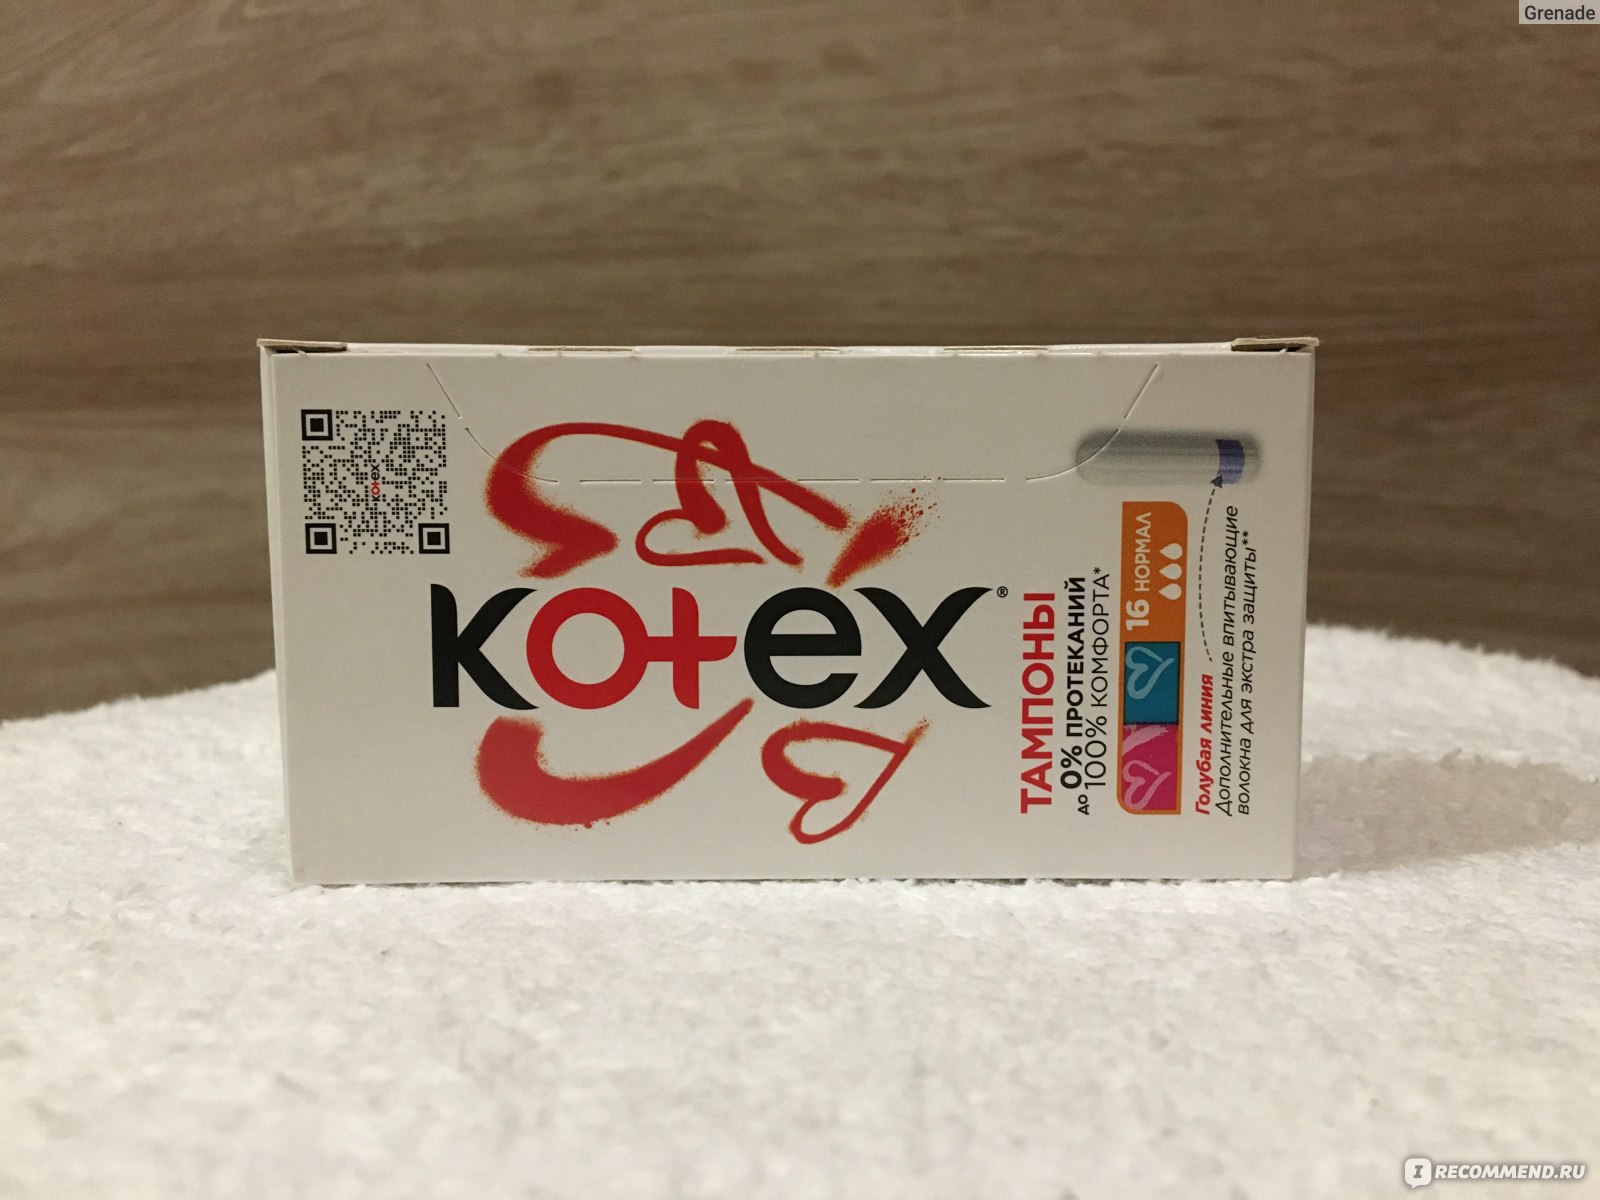 Grenade
Kotex
Kotex®
ТАМПОНЫ
до 0% ПРОТЕКАНИЙ
100% КОМФОРТА*
16 НОРМАЛ
Голубая линия
Дополнительные впитывающие
волокна для экстра защиты**
IRECOMMEND.RU